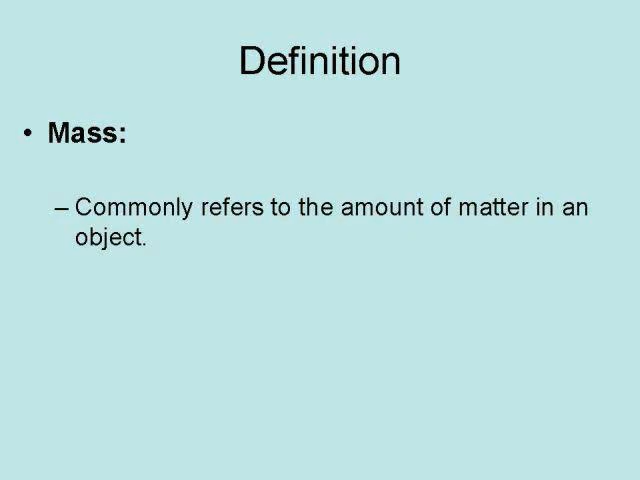 Definition
• Mass:
– Commonly refers to the amount of matter in an
object.